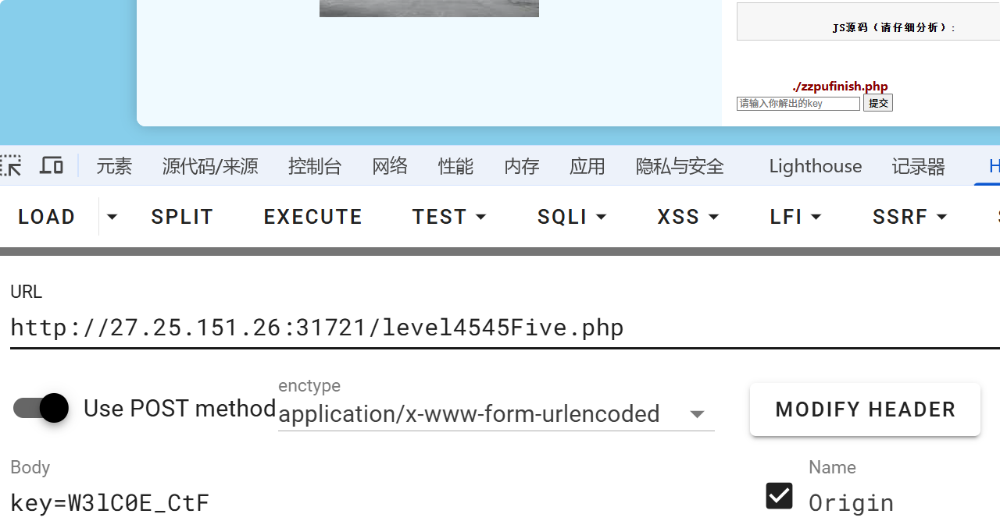 JS源码（请仔细分析）:
./zzpufinish.php
请输入你解出的key 提交
元素 源代码/来源 控制台 网络 性能 内存 应用 隐私与安全 Lighthouse 记录器 H
LOAD SPLIT EXECUTE TEST SQLI XSS LFI SSRF
URL
http://27.25.151.26:31721/level4545Five.php
enctype
Use POST method application/x-www-form-urlencoded MODIFY HEADER
Body Name
key=W3lC0E_CtF Origin